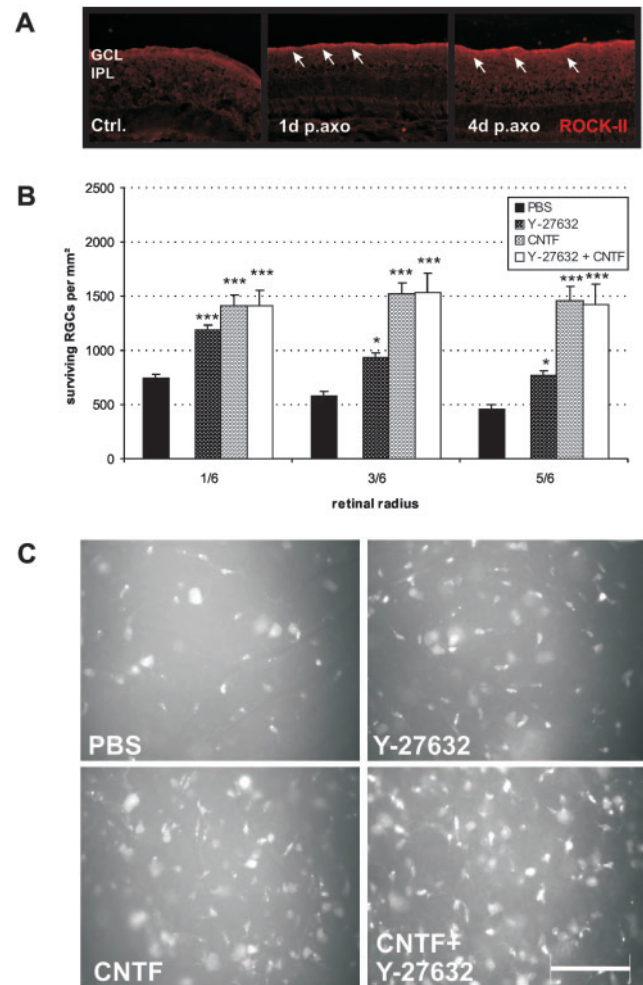 A
GCL
IPL
Ctrl.
1d p.axo
4d p.axo
ROCK-II
B
2500
2000
1500
1000
500
0
surviving RGCs per mm²
PBS
Y-27632
CNTF
Y-27632 + CNTF
***
***
***
*
***
***
*
***
***
1/6
3/6
5/6
retinal radius
C
PBS
Y-27632
CNTF
CNTF+
Y-27632